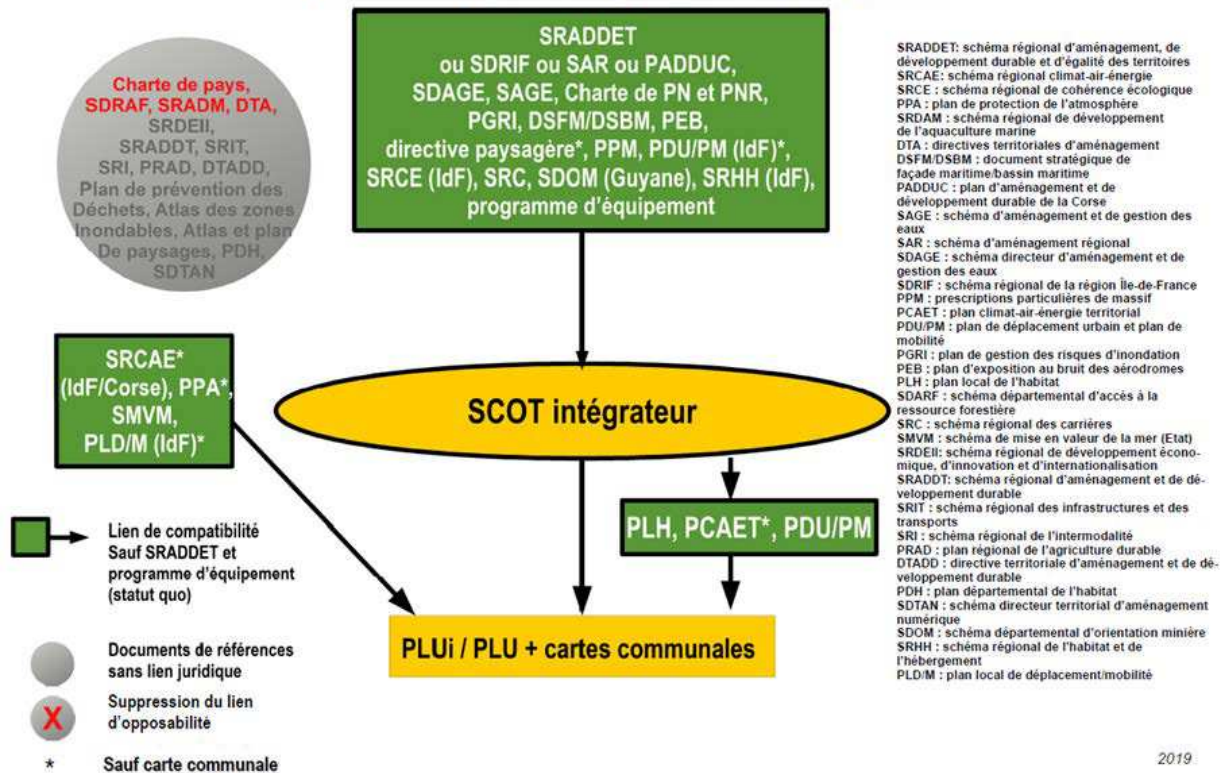 Charte de pays,
SDRAF, SRADM, DTA,
SRDEII,
SRADDT, SRIT,
SRI, PRAD, DTADD,
Plan de prévention des
Déchets, Atlas des zones
Inondables, Atlas et plan
De paysages, PDH,
SDTAN
SRADDET
ou SDRIF ou SAR ou PADDUC,
SDAGE, SAGE, Charte de PN et PNR,
PGRI, DSFM/DSBM, PEB,
directive paysagère*, PPM, PDU/PM (IdF)*,
SRCE (IdF), SRC, SDOM (Guyane), SRHH (IdF),
programme d'équipement
SRCAE*
(IdF/Corse), PPA*,
SMVM,
PLD/M (IdF)*
SCOT intégrateur
PLH, PCAET*, PDU/PM
PLUi / PLU + cartes communales
Lien de compatibilité
Sauf SRADDET et
programme d'équipement
(statut quo)
Documents de références
sans lien juridique
X
Suppression du lien
d'opposabilité
* Sauf carte communale
SRADDET: schéma régional d'aménagement, de
développement durable et d'égalité des territoires
SRCAE: schéma régional climat-air-énergie
SRCE : schéma régional de cohérence écologique
PPA : plan de protection de l'atmosphère
SRDAM : schéma régional de développement
de l'aquaculture marine
DTA : directives territoriales d'aménagement
DSFM/DSBM : document stratégique de
façade maritime/bassin maritime
PADDUC : plan d'aménagement et de
développement durable de la Corse
SAGE : schéma d'aménagement et de gestion des
eaux
SAR : schéma d'aménagement régional
SDAGE : schéma directeur d'aménagement et de
gestion des eaux
SDRIF : schéma régional de la région Île-de-France
PPM : prescriptions particulières de massif
PCAET : plan climat-air-énergie territorial
PDU/PM : plan de déplacement urbain et plan de
mobilité
PGRI : plan de gestion des risques d'inondation
PEB : plan d'exposition au bruit des aérodromes
PLH : plan local de l'habitat
SDARF : schéma départemental d'accès à la
ressource forestière
SRC : schéma régional des carrières
SMVM : schéma de mise en valeur de la mer (Etat)
SRDEII: schéma régional de développement écono-
mique, d'innovation et d'internationalisation
SRADDT: schéma régional d'aménagement et de dé-
veloppement durable
SRIT : schéma régional des infrastructures et des
transports
SRI : schéma régional de l'intermodalité
PRAD : plan régional de l'agriculture durable
DTADD : directive territoriale d'aménagement et de dé-
veloppement durable
PDH : plan départemental de l'habitat
SDTAN : schéma directeur territorial d'aménagement
numérique
SDOM : schéma départemental d'orientation minière
SRHH : schéma régional de l'habitat et de
l'hébergement
PLD/M : plan local de déplacement/mobilité
2019